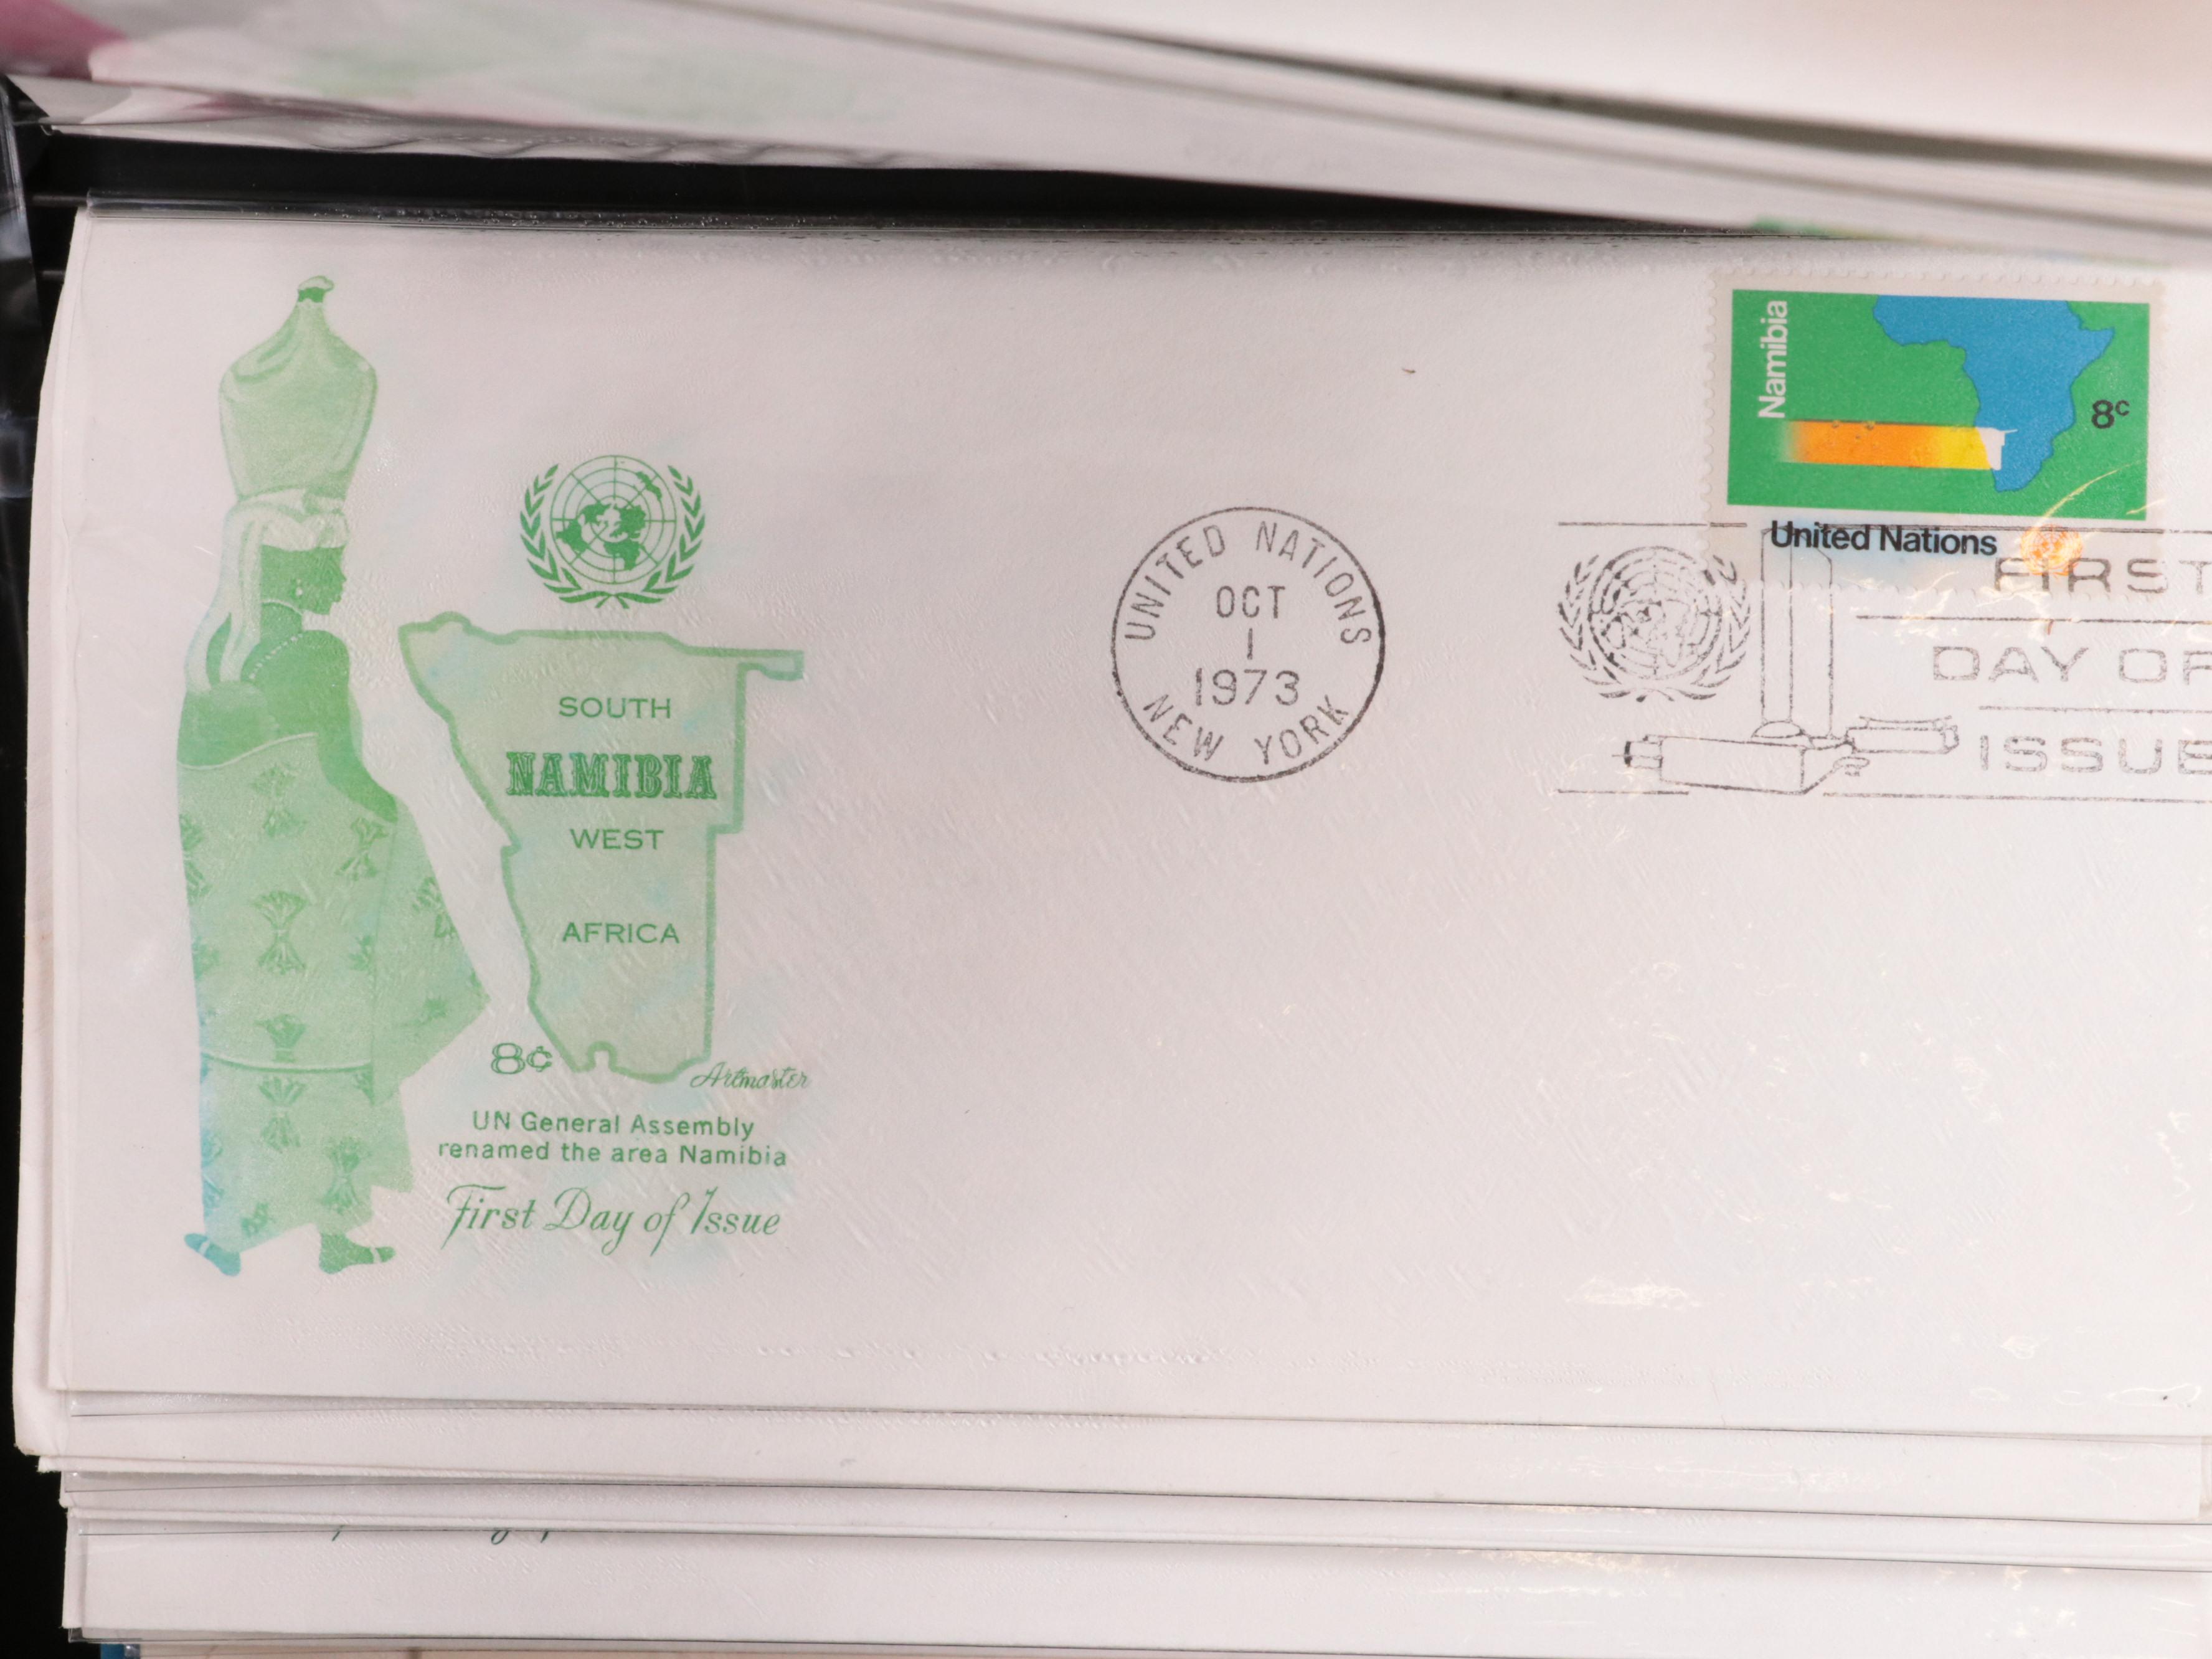 SOUTH
NAMIBIA
WEST
AFRICA
8¢
Artmaster
UN General Assembly
renamed the area Namibia
First Day of Issue
UNITED NATIONS
OCT
1
1973
NEW YORK
Namibia
8c
United Nations
FIRST
DAY OF
ISSUE